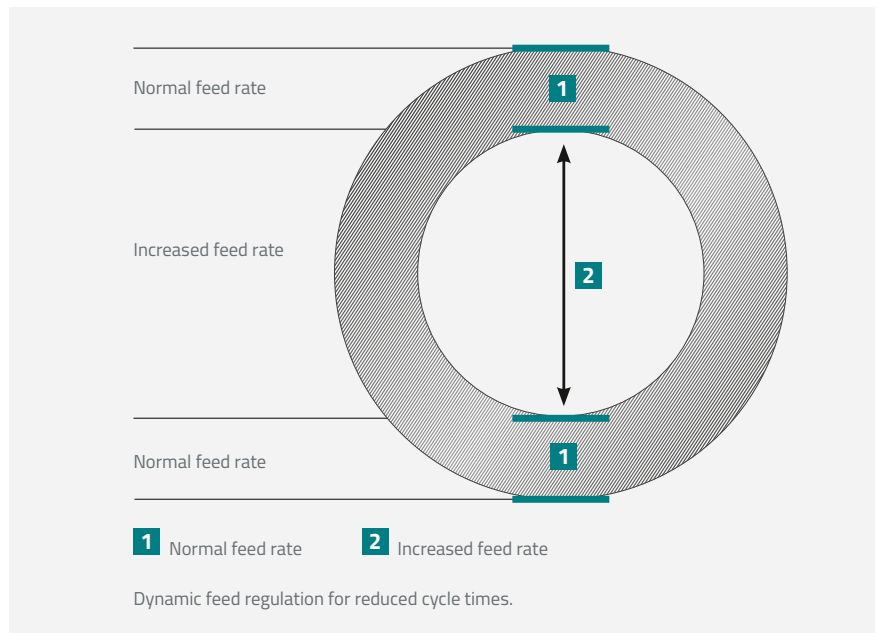 Normal feed rate
1
Increased feed rate
2
Normal feed rate
1
1 Normal feed rate 2 Increased feed rate
Dynamic feed regulation for reduced cycle times.